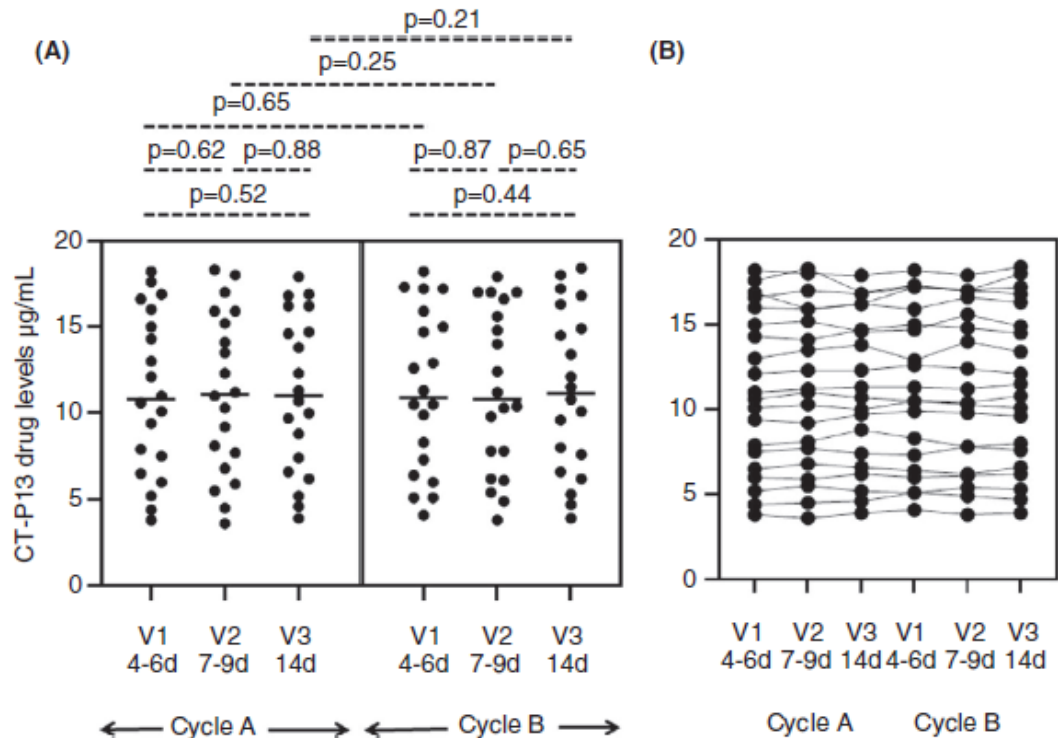 (A)
p=0.21
p=0.25
p=0.65
p=0.62 p=0.88 p=0.87 p=0.65
p=0.52 p=0.44
CT-P13 drug levels µg/mL
20
15
10
5
0
V1 V2 V3 V1 V2 V3
4-6d 7-9d 14d 4-6d 7-9d 14d
Cycle A Cycle B
(B)
20
15
10
5
0
V1 V2 V3 V1 V2 V3
4-6d 7-9d 14d 4-6d 7-9d 14d
Cycle A Cycle B